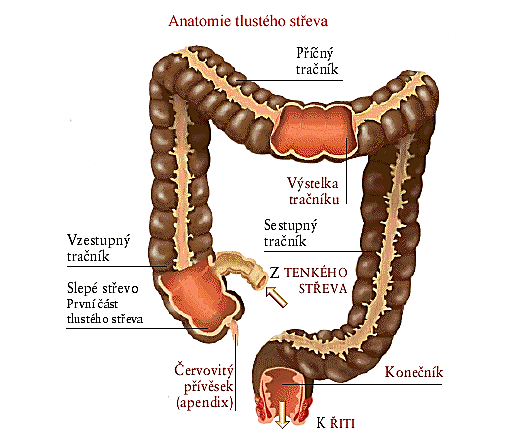 Anatomie tlustého střeva
Příčný
tračník
Výstelka
tračníku
Sestupný
tračník
Vzestupný
tračník
Z TENKÉHO
STŘEVA
Slepé střevo
První část
tlustého střeva
Červovitý
přívěsek
(apendix)
Konečník
K ŘITI